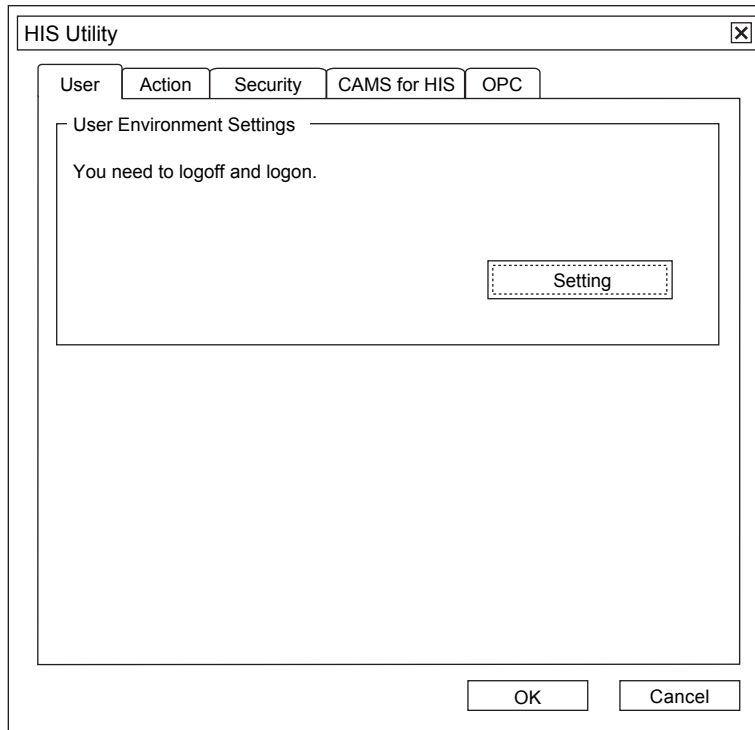 HIS Utility
User
Action
Security
CAMS for HIS
OPC
User Environment Settings
You need to logoff and logon.
Setting
OK
Cancel